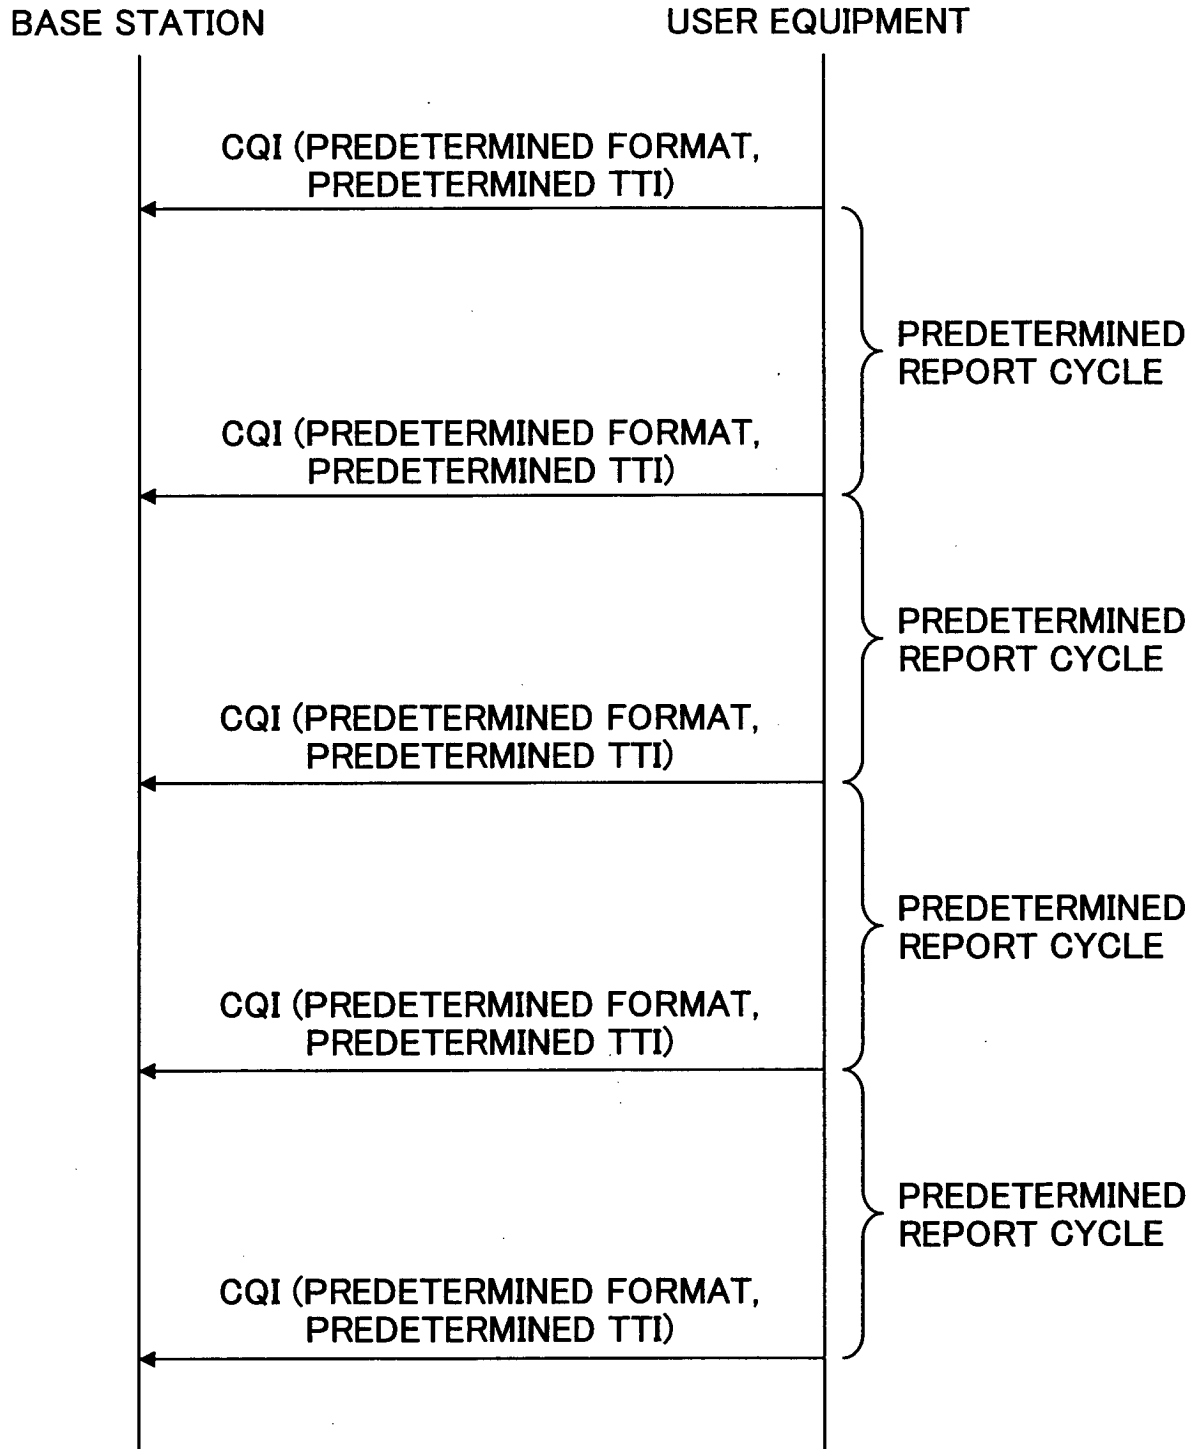 BASE STATION
USER EQUIPMENT
CQI (PREDETERMINED FORMAT,
PREDETERMINED TTI)
PREDETERMINED
REPORT CYCLE
CQI (PREDETERMINED FORMAT,
PREDETERMINED TTI)
PREDETERMINED
REPORT CYCLE
CQI (PREDETERMINED FORMAT,
PREDETERMINED TTI)
PREDETERMINED
REPORT CYCLE
CQI (PREDETERMINED FORMAT,
PREDETERMINED TTI)
PREDETERMINED
REPORT CYCLE
CQI (PREDETERMINED FORMAT,
PREDETERMINED TTI)